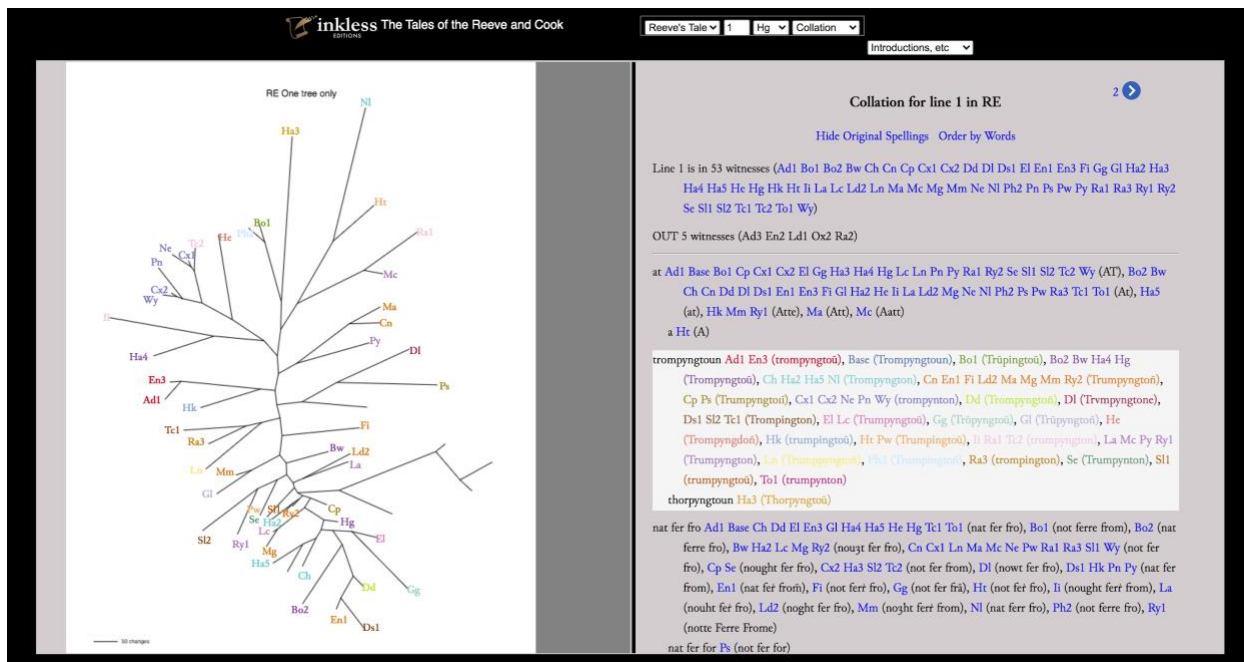 inkless The Tales of the Reeve and Cook
EDITIONS
Reeve's Tale 1 Hg Collation
Introductions, etc
RE One tree only
Nl
Ha3
Ht
Bo1
Ph2
Ra1
He
Tc2
Ne
Cx1
Pn
Mc
Cx2
Wy
Ma
Ii
Cn
Py
Ha4
Dl
En3
Ps
Ad1
Hk
Tc1
Fi
Ra3
Bw
Ld2
Ln
Mm
La
Gl
Pw
Sl1
Ry2
Cp
Se
Ha2
Hg
Sl2
Lc
El
Ry1
Mg
Ha5
Ch
Dd
Gg
Bo2
En1
Ds1
50 changes
2
Collation for line 1 in RE
Hide Original Spellings Order by Words
Line 1 is in 53 witnesses (Ad1 Bo1 Bo2 Bw Ch Cn Cp Cx1 Cx2 Dd Dl Ds1 El En1 En3 Fi Gg Gl Ha2 Ha3
Ha4 Ha5 He Hg Hk Ht Ii La Lc Ld2 Ln Ma Mc Mg Mm Ne Nl Ph2 Pn Ps Pw Py Ra1 Ra3 Ry1 Ry2
Se Sl1 Sl2 Tc1 Tc2 To1 Wy)
OUT 5 witnesses (Ad3 En2 Ld1 Ox2 Ra2)
at Ad1 Base Bo1 Cp Cx1 Cx2 El Gg Ha3 Ha4 Hg Lc Ln Pn Py Ra1 Ry2 Se Sl1 Sl2 Tc2 Wy (AT), Bo2 Bw
Ch Cn Dd Dl Ds1 En1 En3 Fi Gl Ha2 He Ii La Ld2 Mg Ne Nl Ph2 Ps Pw Ra3 Tc1 To1 (At), Ha5
(at), Hk Mm Ry1 (Atte), Ma (Att), Mc (Aatt)
a Ht (A)
trompyngtoun Ad1 En3 (trompyngtoū), Base (Trompyngtoun), Bo1 (Trūpingtoū), Bo2 Bw Ha4 Hg
(Trompyngtoū), Ch Ha2 Ha5 Nl (Trompyngton), Cn En1 Fi Ld2 Ma Mg Mm Ry2 (Trumpyngtoñ),
Cp Ps (Trumpyngtoū), Cx1 Cx2 Ne Pn Wy (trompynton), Dd (Trompyngtoñ), Dl (Trvmpyngtone),
Ds1 Sl2 Tc1 (Trompington), El Lc (Trumpyngtoū), Gg (Trūpyngtoū), Gl (Trūpyngtoñ), He
(Trompyngdoñ), Hk (trumpingtoū), Ht Pw (Trumpingtoū), Ii Ra1 Tc2 (trompyngton), La Mc Py Ry1
(Trumpyngton), Ln Ph2 Ra3 (trompington), Se (Trumpynton), Sl1
(trumpyngtoū), To1 (trumpynton)
thorpyngtoun Ha3 (Thorpyngtoū)
nat fer fro Ad1 Base Ch Dd El En3 Gl Ha4 Ha5 He Hg Tc1 To1 (nat fer fro), Bo1 (not ferre from), Bo2 (nat
ferre fro), Bw Ha2 Lc Mg Ry2 (nouȝt fer fro), Cn Cx1 Ln Ma Mc Ne Pw Ra1 Ra3 Sl1 Wy (not fer
fro), Cp Se (nought fer fro), Cx2 Ha3 Sl2 Tc2 (not fer from), Dl (nowt fer fro), Ds1 Hk Pn Py (nat fer
from), En1 (nat fer̄ from̄), Fi (not ferr̄ fro), Gg (not fer frā), Ht (not fer̄ fro), Ii (nought ferr̄ from), La
(nouht fer̄ fro), Ld2 (noght fer fro), Mm (noȝht ferr̄ from), Nl (nat ferr fro), Ph2 (not ferre fro), Ry1
(notte Ferre Frome)
nat fer for Ps (not fer for)